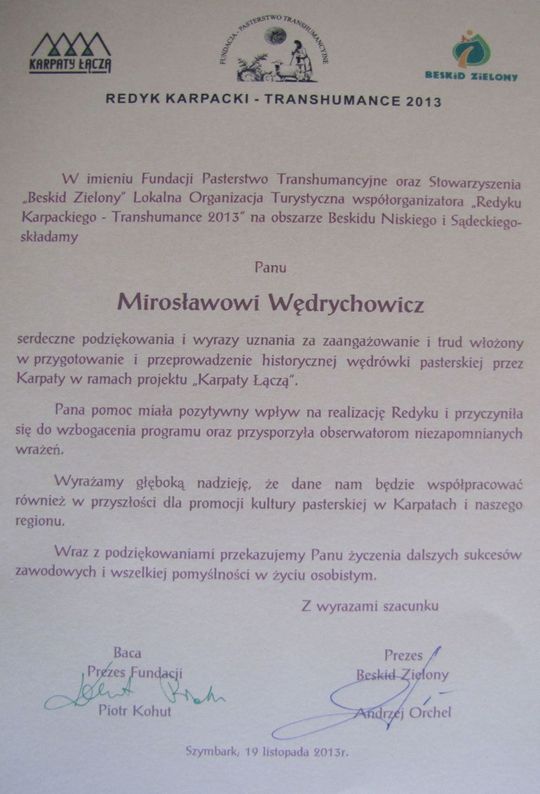 KARPATY ŁĄCZĄ
FUNDACJA - PASTERSTWO TRANSHUMANCYJNE
BESKID ZIELONY
REDYK KARPACKI - TRANSHUMANCE 2013
W imieniu Fundacji Pasterstwo Transhumancyjne oraz Stowarzyszenia
„Beskid Zielony” Lokalna Organizacja Turystyczna współorganizatora „Redyku
Karpackiego - Transhumance 2013” na obszarze Beskidu Niskiego i Sądeckiego-
składamy
Panu
Mirosławowi Wędrychowicz
serdeczne podziękowania i wyrazy uznania za zaangażowanie i trud włożony
w przygotowanie i przeprowadzenie historycznej wędrówki pasterskiej przez
Karpaty w ramach projektu „Karpaty Łączą”.
Pana pomoc miała pozytywny wpływ na realizację Redyku i przyczyniła
się do wzbogacenia programu oraz przysporzyła obserwatorom niezapomnianych
wrażeń.
Wyrażamy głęboką nadzieję, że dane nam będzie współpracować
również w przyszłości dla promocji kultury pasterskiej w Karpatach i naszego
regionu.
Wraz z podziękowaniami przekazujemy Panu życzenia dalszych sukcesów
zawodowych i wszelkiej pomyślności w życiu osobistym.
Z wyrazami szacunku
Baca
Prezes Fundacji
Piotr Kohut
Prezes
Beskid Zielony
Andrzej Orchel
Szymbark, 19 listopada 2013r.